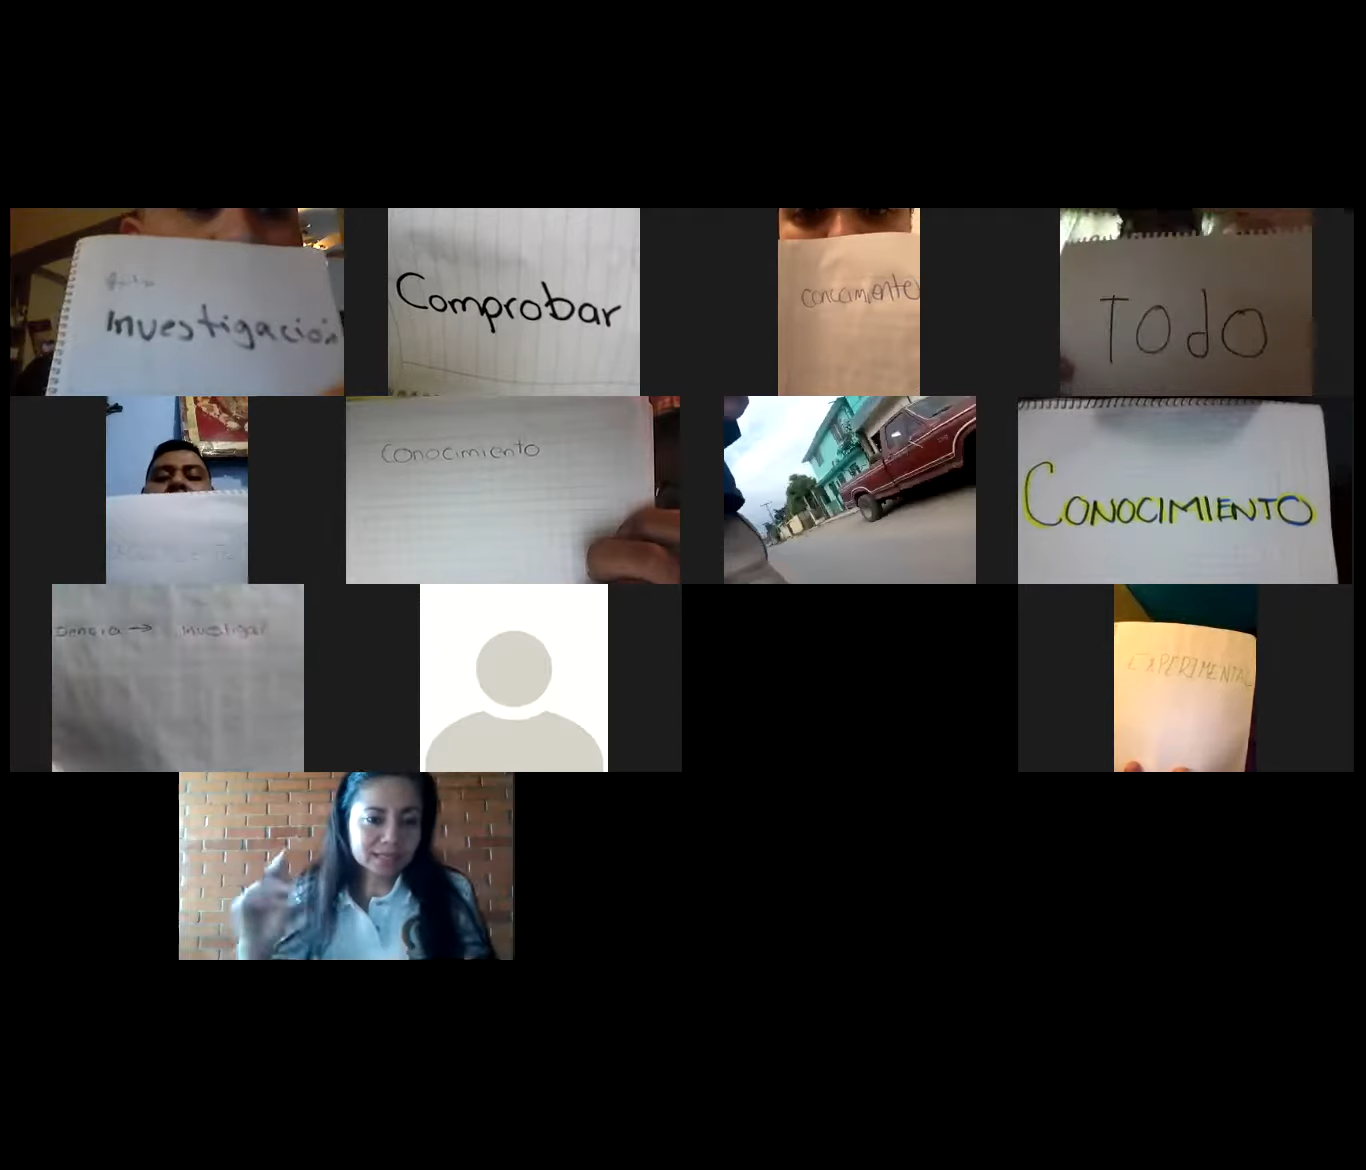 Investigación
Comprobar
conocimiento
Todo
Conocimiento
CONOCIMIENTO
Ciencia → investigar
EXPERIMENTAL